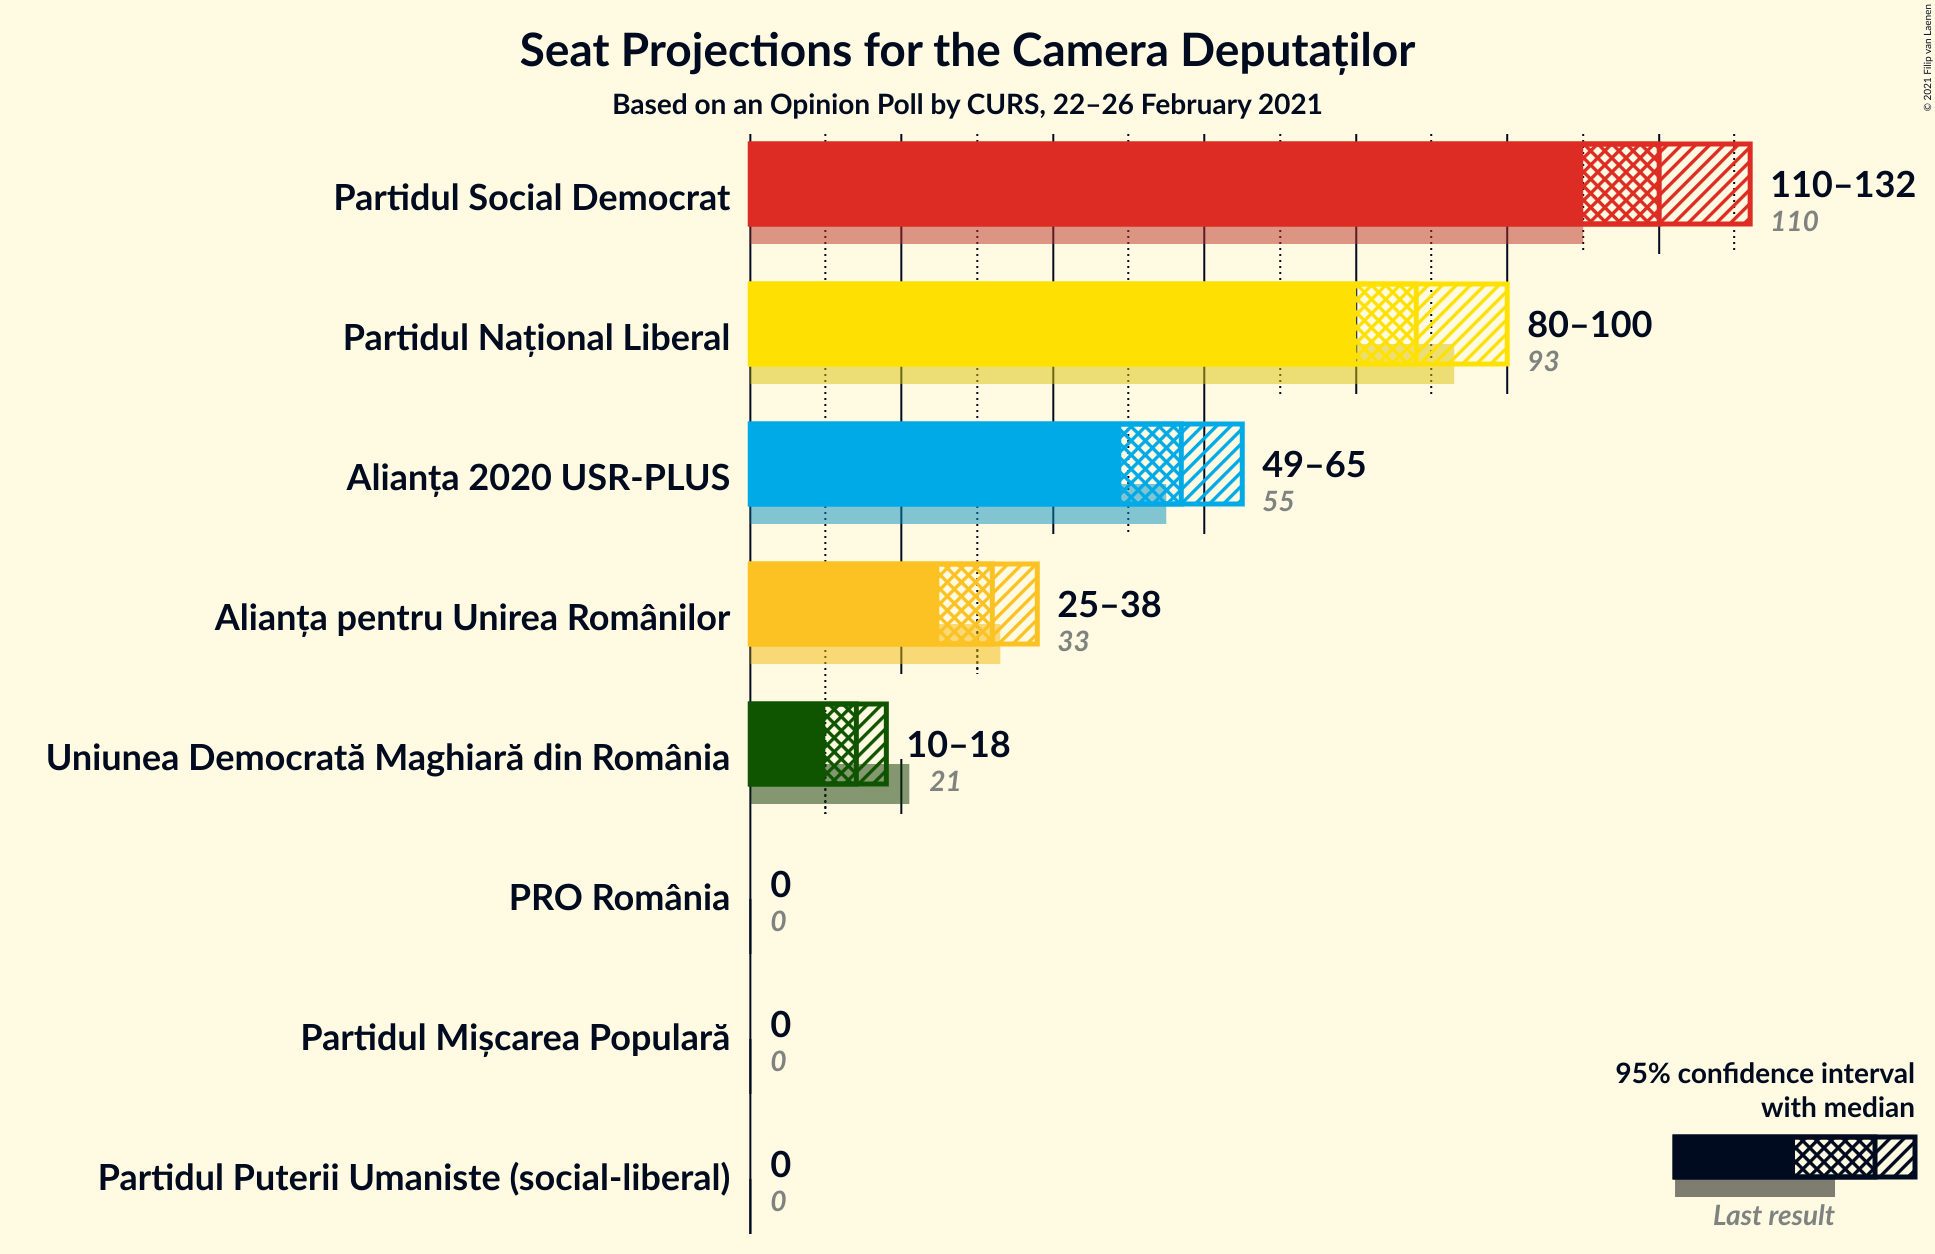 Seat Projections for the Camera Deputaților
Based on an Opinion Poll by CURS, 22–26 February 2021
© 2021 Filip van Laenen
Partidul Social Democrat
110–132
110
Partidul Național Liberal
80–100
93
Alianța 2020 USR-PLUS
49–65
55
Alianța pentru Unirea Românilor
25–38
33
Uniunea Democrată Maghiară din România
10–18
21
PRO România
0
0
Partidul Mișcarea Populară
0
0
Partidul Puterii Umaniste (social-liberal)
0
0
95% confidence interval
with median
Last result